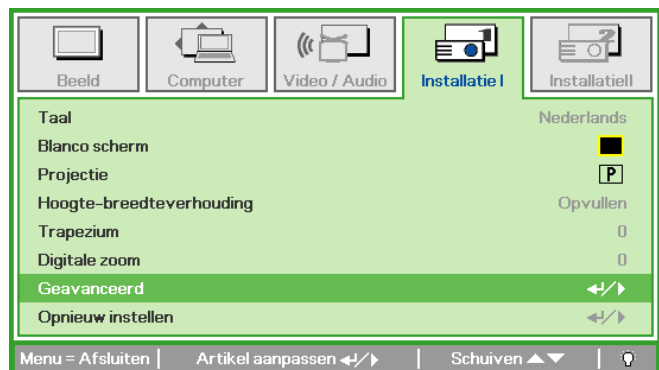 Beeld Computer Video / Audio Installatie I InstallatieII
Taal Nederlands
Blanco scherm
Projectie P
Hoogte-breedteverhouding Opvullen
Trapezium 0
Digitale zoom 0
Geavanceerd ↵/▶
Opnieuw instellen ↵/▶
Menu = Afsluiten | Artikel aanpassen ↵/▶ | Schuiven ▲▼ |